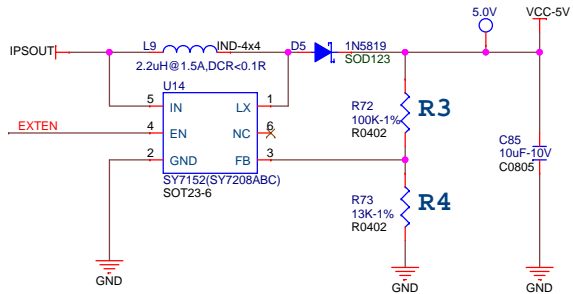 5.0V
VCC-5V
L9
IND-4x4
D5
1N5819
IPSOUT
SOD123
2.2uH@1.5A,DCR<0.1R
U14
5
IN
LX
1
R72
100K-1%
R0402
R3
EXTEN
4
EN
NC
6
2
GND
FB
3
C85
10uF-10V
C0805
SY7152(SY7208ABC)
SOT23-6
R73
13K-1%
R0402
R4
GND
GND
GND